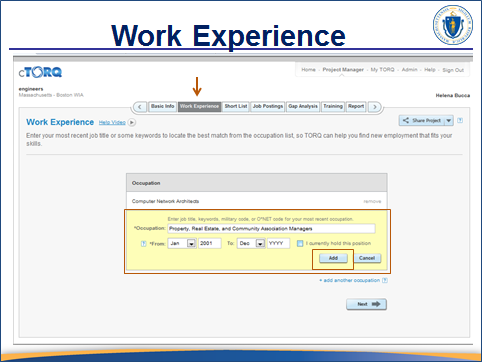 Work Experience
cTORQ
Home - Project Manager - My TORQ - Admin - Help - Sign Out
engineers
Massachusetts - Boston WIA
Helena Bucca
Basic Info Work Experience Short List Job Postings Gap Analysis Training Report
Work Experience Help Video
Share Project ?
Enter your most recent job title or some keywords to locate the best match from the occupation list, so TORQ can help you find new employment that fits your
skills.
Occupation
Computer Network Architects remove
Enter job title, keywords, military code, or O*NET code for your most recent occupation.
*Occupation: Property, Real Estate, and Community Association Managers
? *From: Jan 2001 To: Dec YYYY I currently hold this position
Add Cancel
+ add another occupation ?
Next